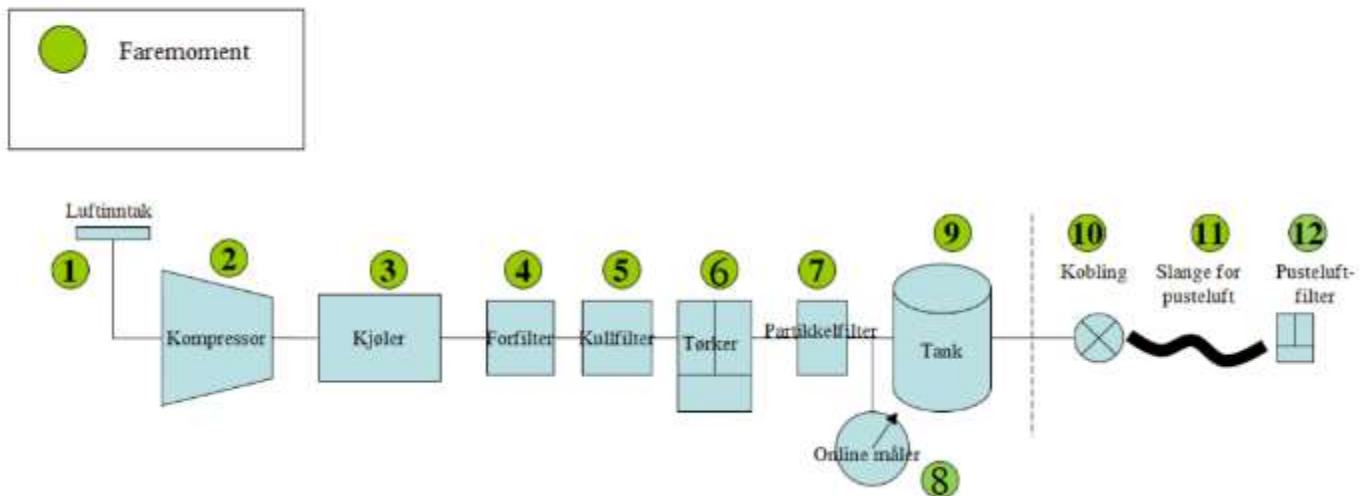 Faremoment
Luftinntak
1
2
3
4
5
6
7
9
10
11
12
Kobling
Slange for
pusteluft
Pusteluft-
filter
Kompressor
Kjøler
Forfilter
Kullfilter
Tørker
Partikkelfilter
Tank
Online måler
8